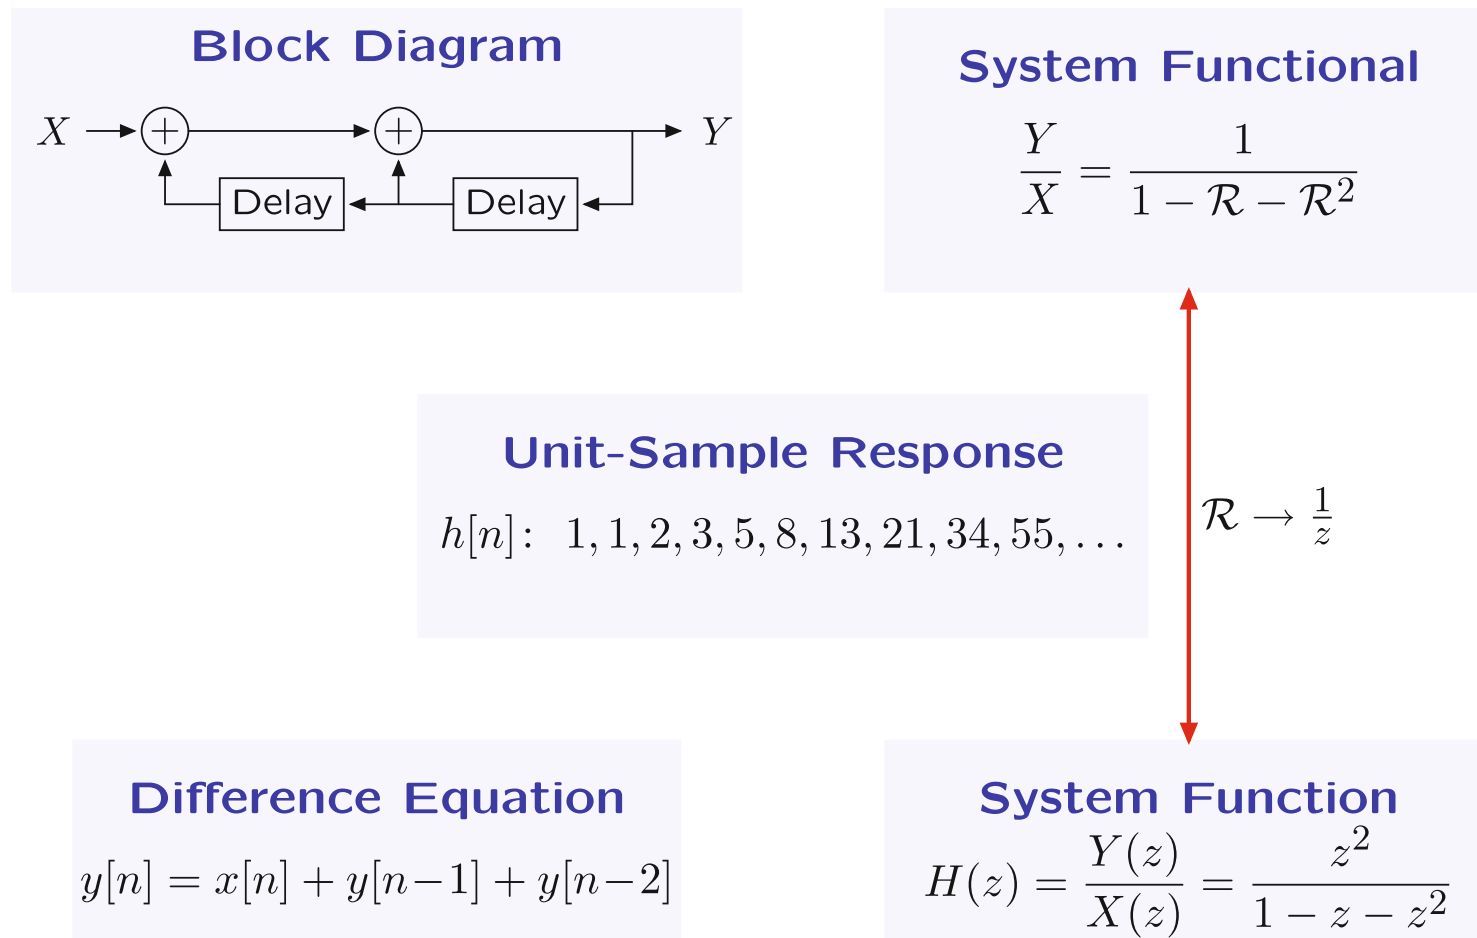 Block Diagram
X + + Y
Delay Delay
System Functional
Y/X = 1/(1 − ℛ − ℛ²)
Unit-Sample Response
h[n]: 1, 1, 2, 3, 5, 8, 13, 21, 34, 55, . . .
ℛ → 1/z
Difference Equation
y[n] = x[n] + y[n−1] + y[n−2]
System Function
H(z) = Y(z)/X(z) = z²/(1 − z − z²)